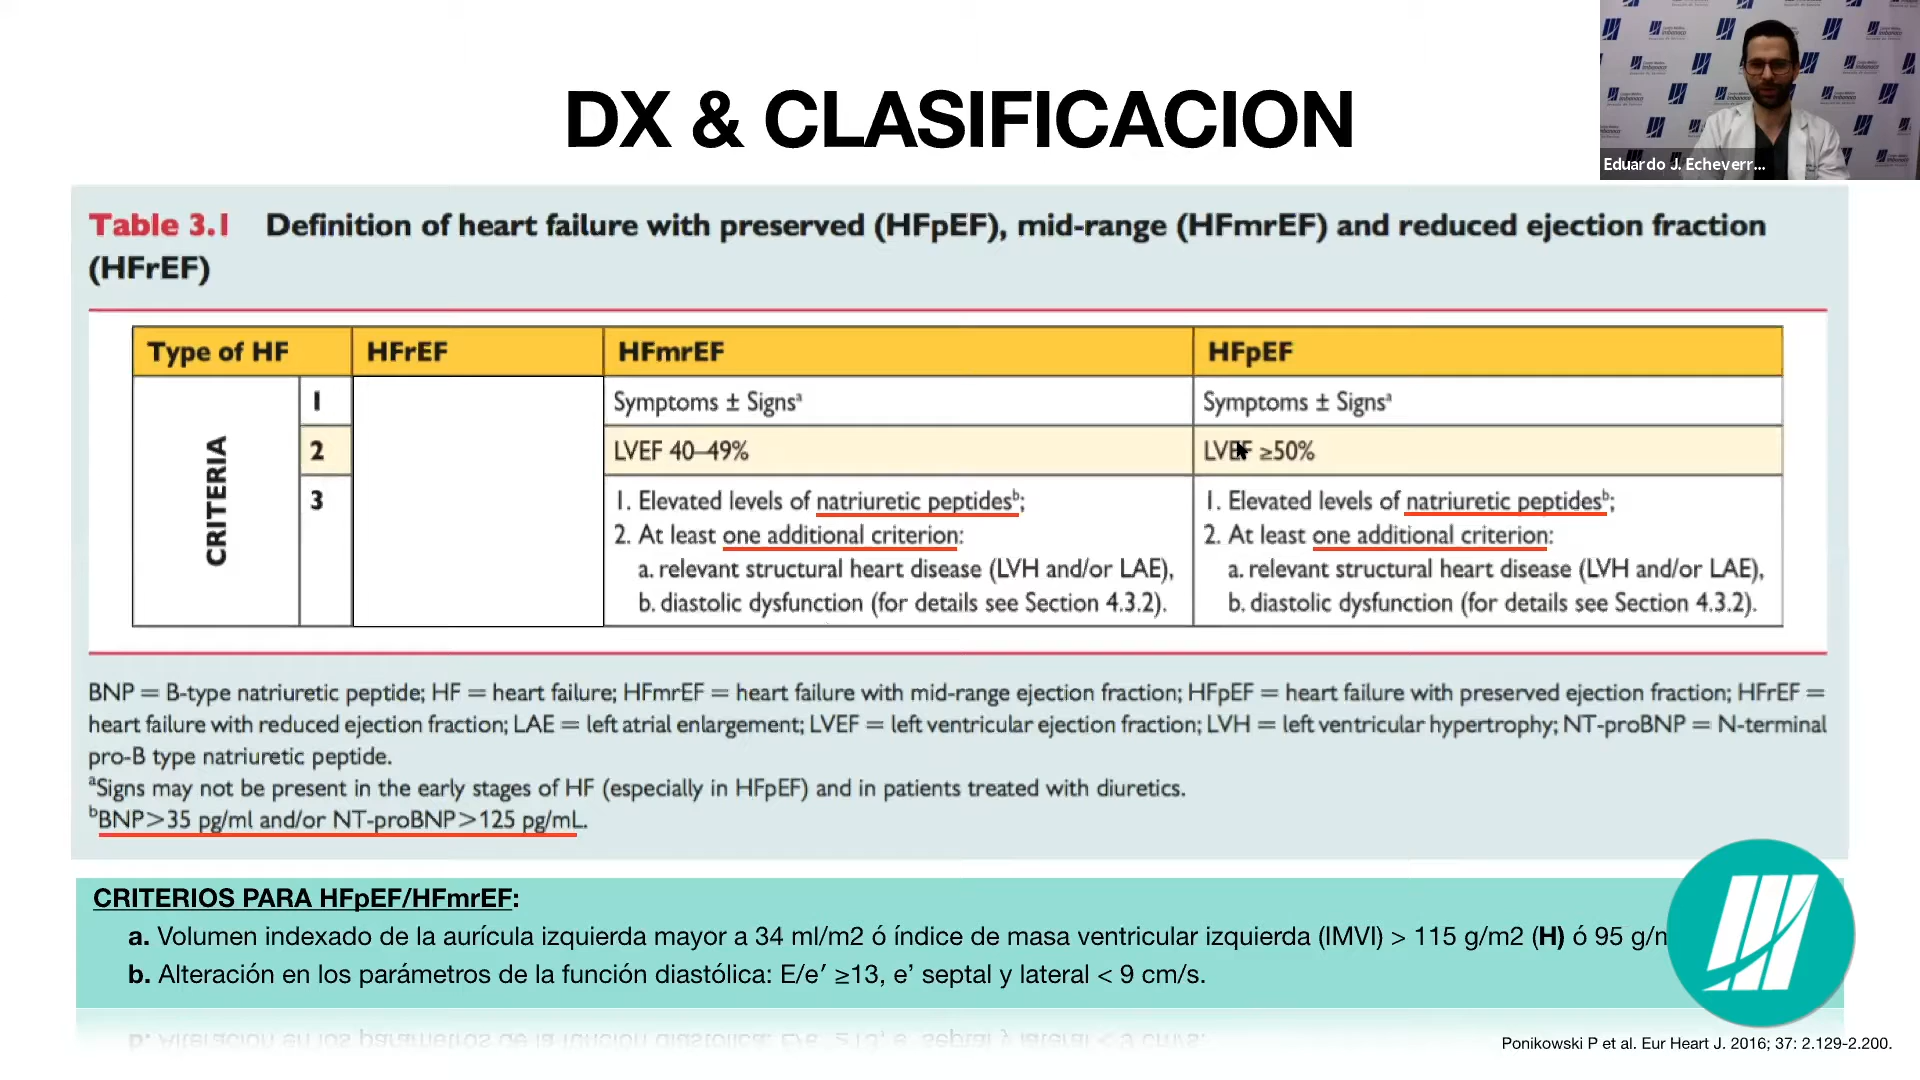 DX & CLASIFICACION
Eduardo J. Echeverr...
Table 3.1 Definition of heart failure with preserved (HFpEF), mid-range (HFmrEF) and reduced ejection fraction
(HFrEF)
Type of HF HFrEF HFmrEF HFpEF
CRITERIA
1 Symptoms ± Signsᵃ Symptoms ± Signsᵃ
2 LVEF 40–49% LVEF ≥50%
3 1. Elevated levels of natriuretic peptidesᵇ; 1. Elevated levels of natriuretic peptidesᵇ;
2. At least one additional criterion: 2. At least one additional criterion:
a. relevant structural heart disease (LVH and/or LAE), a. relevant structural heart disease (LVH and/or LAE),
b. diastolic dysfunction (for details see Section 4.3.2). b. diastolic dysfunction (for details see Section 4.3.2).
BNP = B-type natriuretic peptide; HF = heart failure; HFmrEF = heart failure with mid-range ejection fraction; HFpEF = heart failure with preserved ejection fraction; HFrEF =
heart failure with reduced ejection fraction; LAE = left atrial enlargement; LVEF = left ventricular ejection fraction; LVH = left ventricular hypertrophy; NT-proBNP = N-terminal
pro-B type natriuretic peptide.
ᵃSigns may not be present in the early stages of HF (especially in HFpEF) and in patients treated with diuretics.
ᵇBNP>35 pg/ml and/or NT-proBNP>125 pg/mL.
CRITERIOS PARA HFpEF/HFmrEF:
a. Volumen indexado de la aurícula izquierda mayor a 34 ml/m2 ó índice de masa ventricular izquierda (IMVI) > 115 g/m2 (H) ó 95 g/m
b. Alteración en los parámetros de la función diastólica: E/e′ ≥13, e’ septal y lateral < 9 cm/s.
Ponikowski P et al. Eur Heart J. 2016; 37: 2.129-2.200.